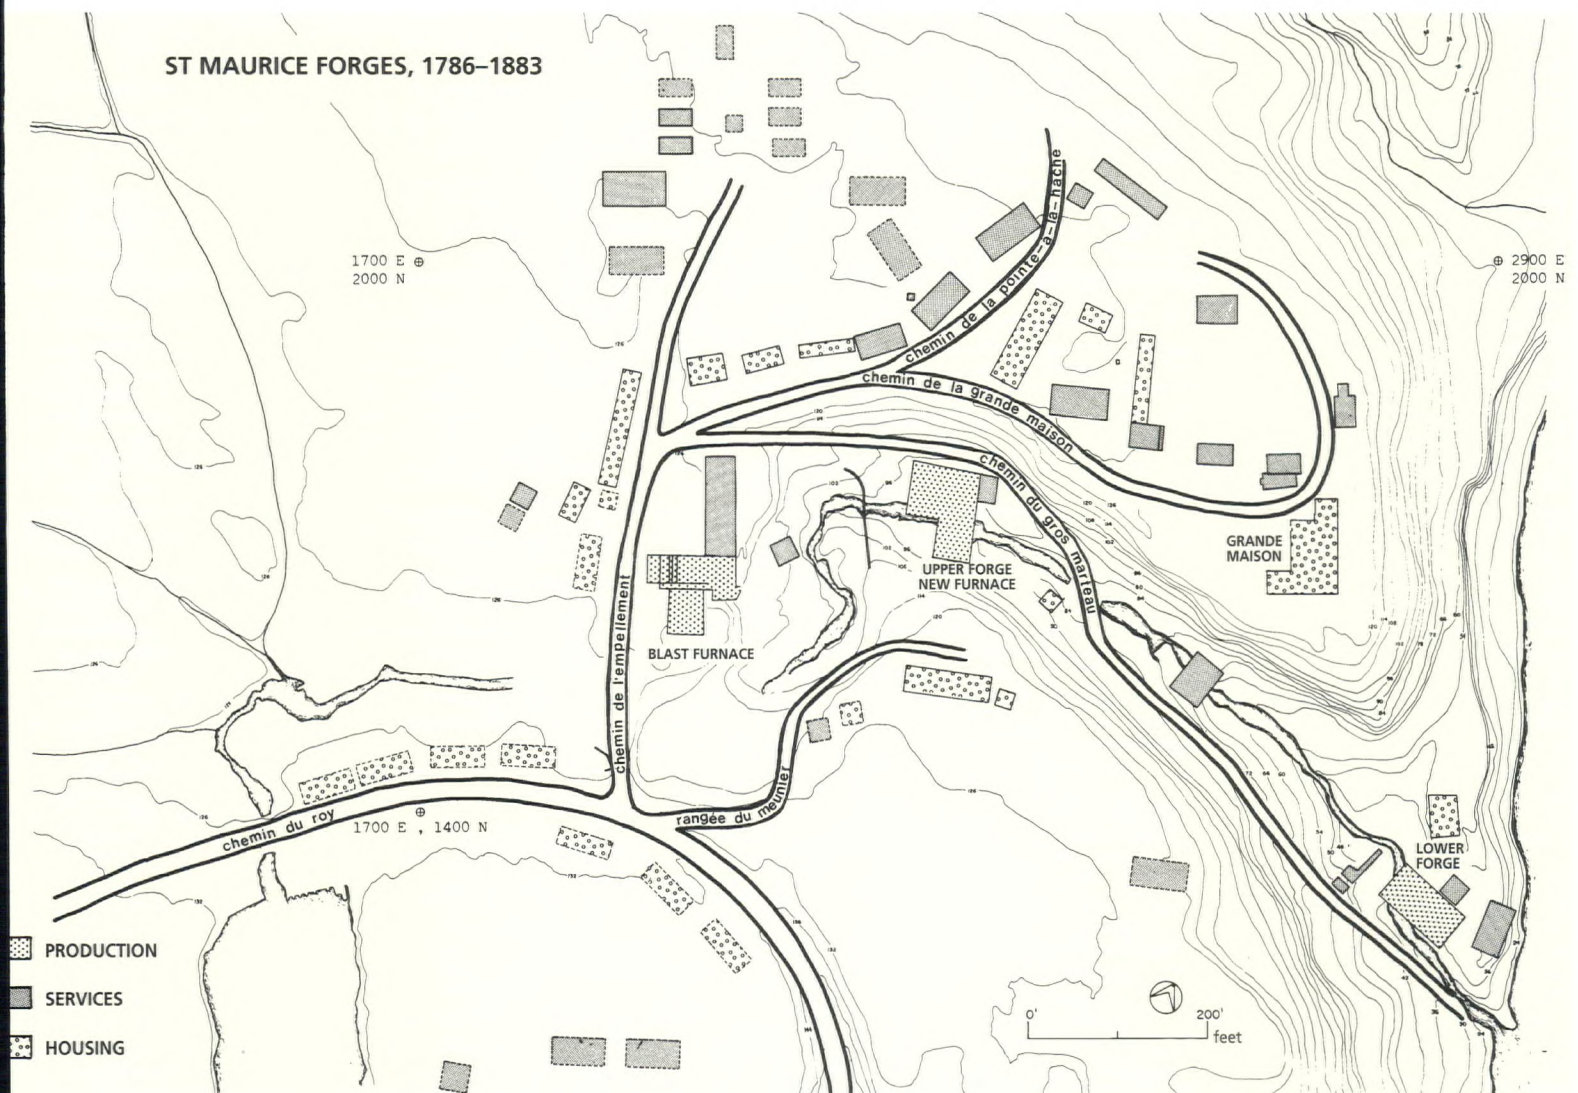 ST MAURICE FORGES, 1786–1883
chemin de la pointe-à-la-hache
1700 E
2000 N
2900 E
2000 N
chemin de la grande maison
chemin du gros marteau
GRANDE
MAISON
UPPER FORGE
NEW FURNACE
BLAST FURNACE
chemin de l'empellement
rangée du meunier
chemin du roy
1700 E , 1400 N
LOWER
FORGE
PRODUCTION
SERVICES
HOUSING
0' 200'
feet